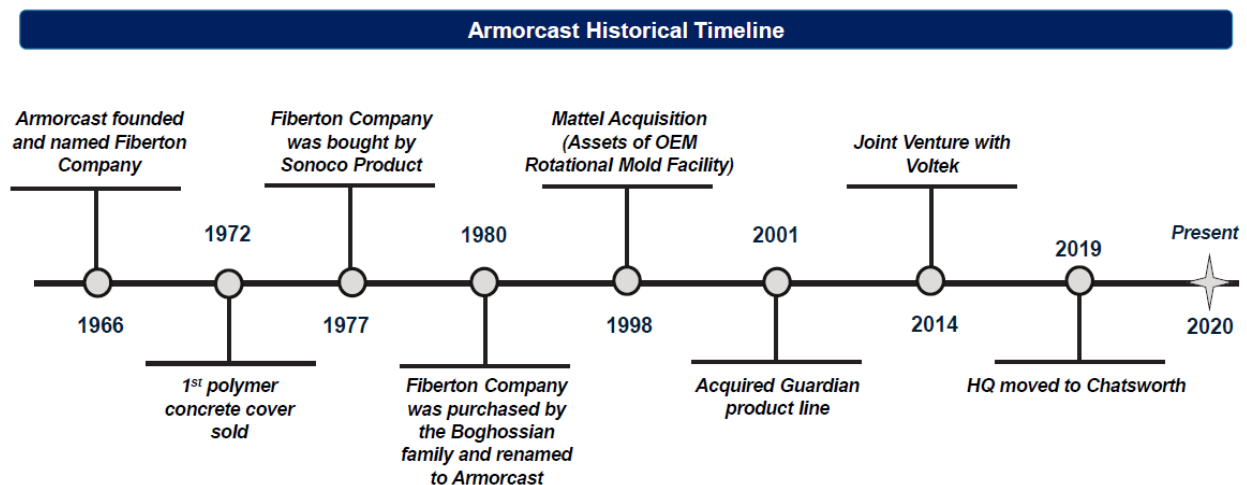 Armorcast Historical Timeline
Armorcast founded
and named Fiberton
Company
1966
1972
1st polymer
concrete cover
sold
Fiberton Company
was bought by
Sonoco Product
1977
1980
Fiberton Company
was purchased by
the Boghossian
family and renamed
to Armorcast
Mattel Acquisition
(Assets of OEM
Rotational Mold Facility)
1998
2001
Acquired Guardian
product line
Joint Venture with
Voltek
2014
2019
HQ moved to Chatsworth
Present
2020